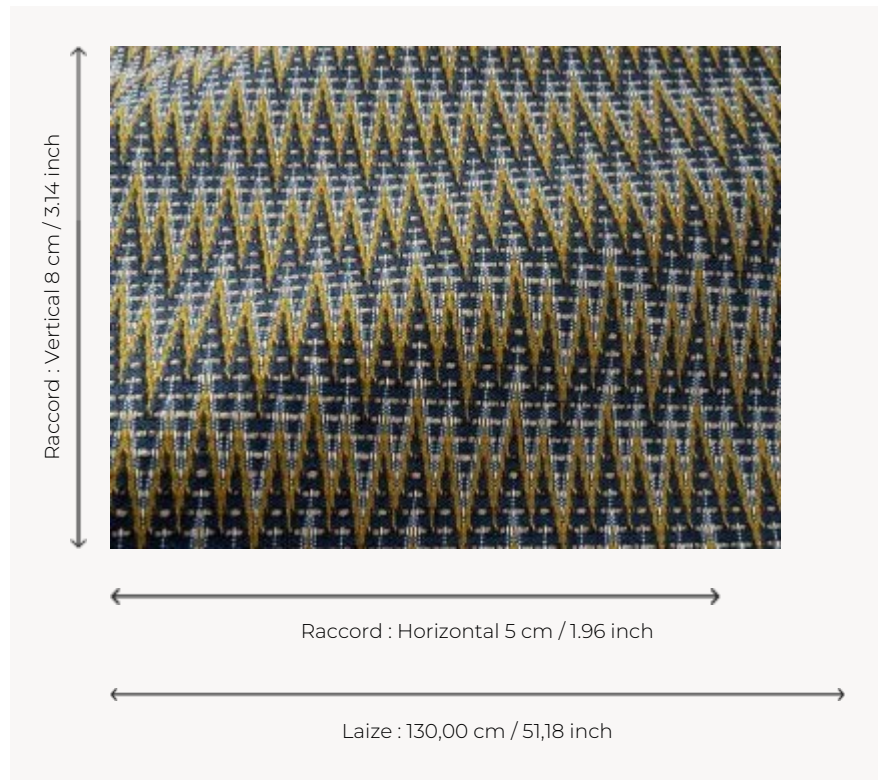 Raccord : Vertical 8 cm / 3.14 inch
Raccord : Horizontal 5 cm / 1.96 inch
Laize : 130,00 cm / 51,18 inch